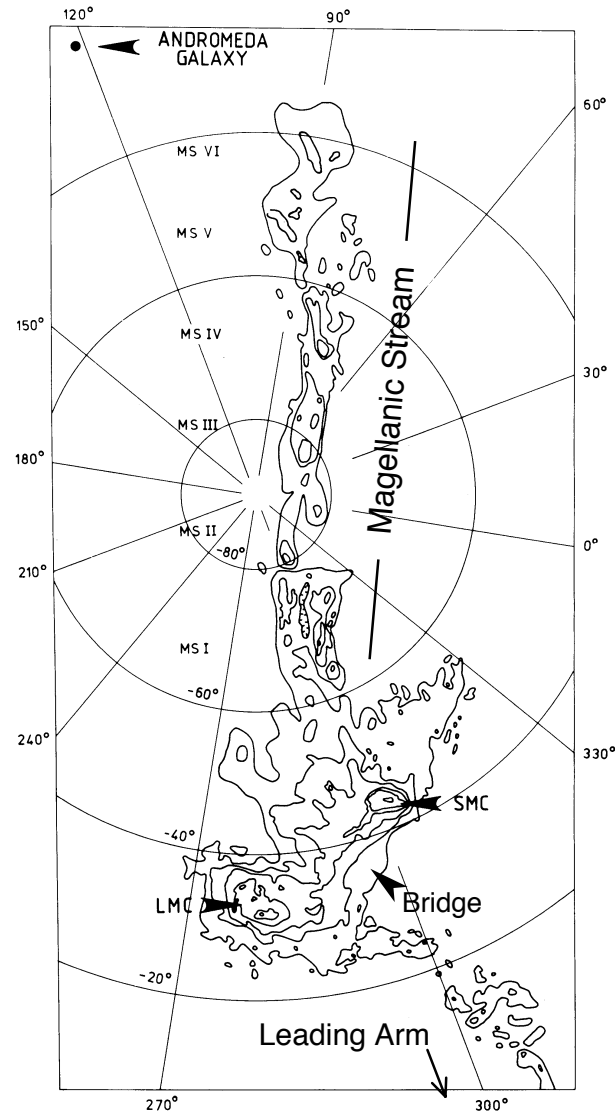 120°
90°
ANDROMEDA
GALAXY
60°
MS VI
MS V
Magellanic Stream
150°
MS IV
30°
MS III
180°
MS II
-80°
0°
210°
MS I
-60°
240°
330°
SMC
-40°
LMC
Bridge
-20°
Leading Arm
270°
300°